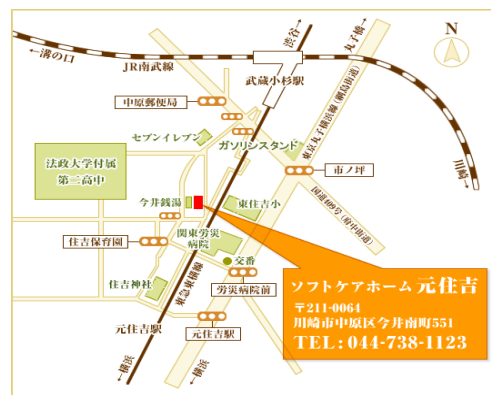 N
←溝の口
JR南武線
渋谷→
丸子橋→
武蔵小杉駅
中原郵便局
東京丸子横浜線(綱島街道)
セブンイレブン
ガソリンスタンド
法政大学付属
第二高中
市ノ坪
川崎→
今井銭湯
東住吉小
国道409号(府中街道)
住吉保育園
関東労災
病院
交番
住吉神社
東急東横線
労災病院前
元住吉駅
元住吉駅
←横浜
←横浜
ソフトケアホーム 元住吉
〒211-0064
川崎市中原区今井南町551
TEL : 044-738-1123